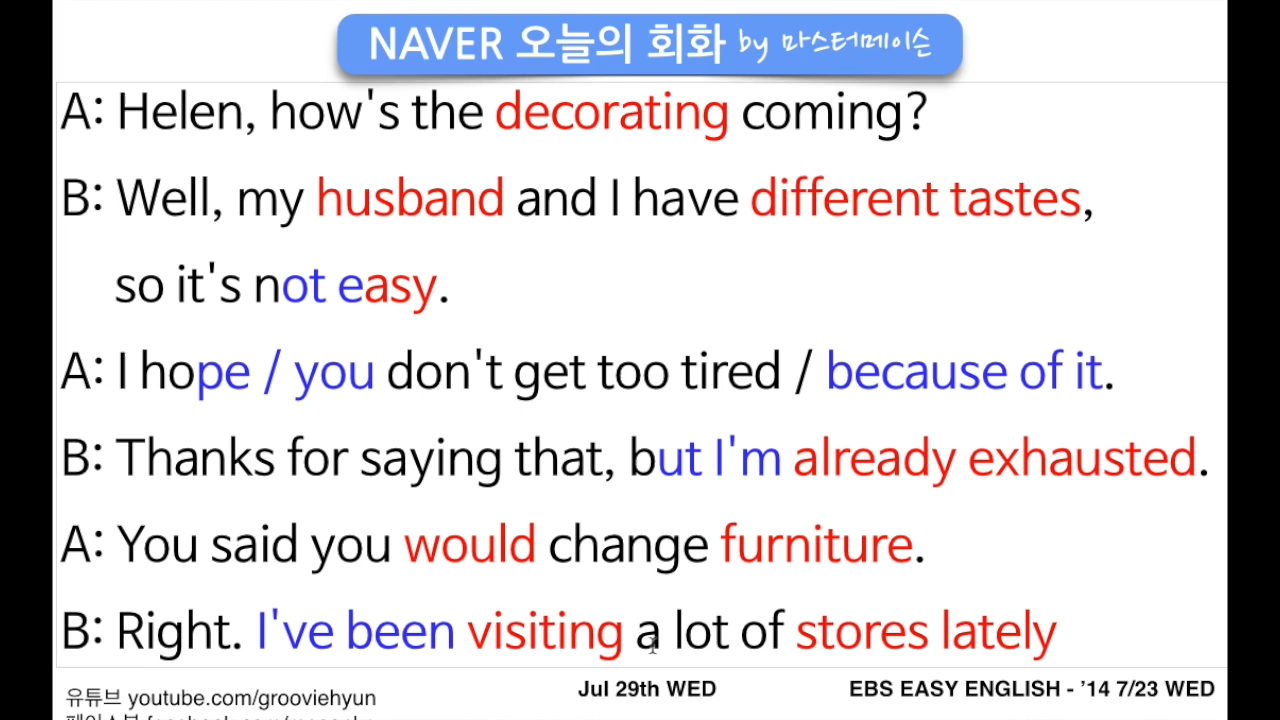 NAVER 오늘의 회화 by 마스터메이슨
A: Helen, how's the decorating coming?
B: Well, my husband and I have different tastes,
so it's not easy.
A: I hope / you don't get too tired / because of it.
B: Thanks for saying that, but I'm already exhausted.
A: You said you would change furniture.
B: Right. I've been visiting a lot of stores lately
유튜브 youtube.com/grooviehyun
Jul 29th WED
EBS EASY ENGLISH - ’14 7/23 WED